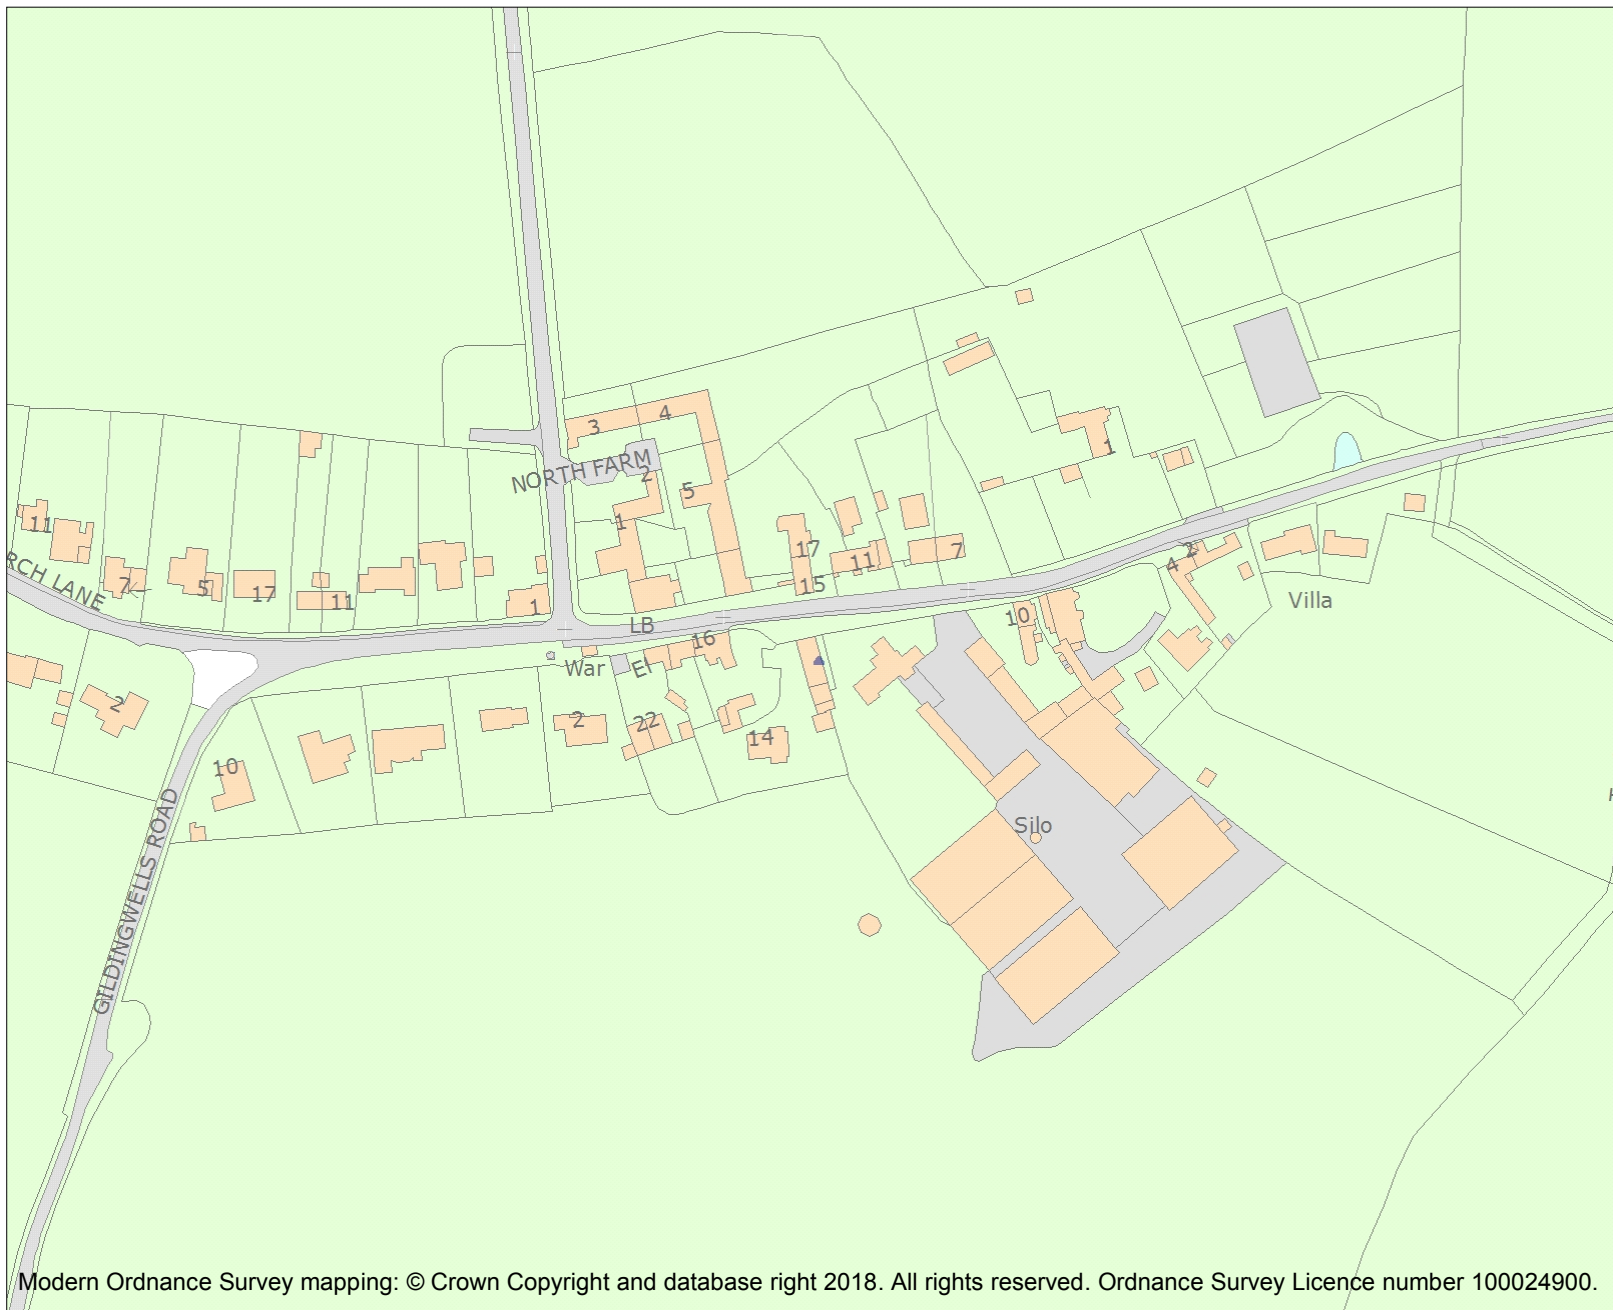 4
3
1
NORTH FARM
2
5
1
11
17
7
11
RCH LANE
7
5
17
11
1
15
2
4
Villa
10
LB
16
War
El
2
2
22
14
10
GILDINGWELLS ROAD
Silo
Modern Ordnance Survey mapping: © Crown Copyright and database right 2018. All rights reserved. Ordnance Survey Licence number 100024900.